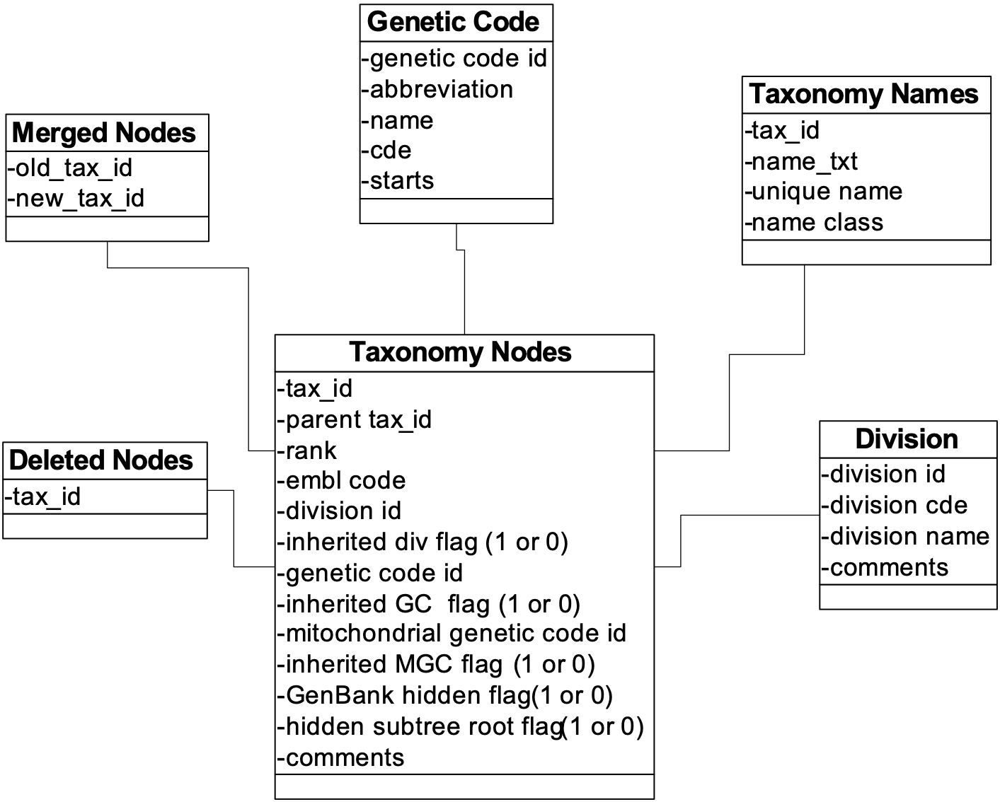 Genetic Code
-genetic code id
-abbreviation
-name
-cde
-starts
Taxonomy Names
-tax_id
-name_txt
-unique name
-name class
Merged Nodes
-old_tax_id
-new_tax_id
Taxonomy Nodes
-tax_id
-parent tax_id
-rank
-embl code
-division id
-inherited div flag (1 or 0)
-genetic code id
-inherited GC  flag (1 or 0)
-mitochondrial genetic code id
-inherited MGC flag (1 or 0)
-GenBank hidden flag(1 or 0)
-hidden subtree root flag(1 or 0)
-comments
Deleted Nodes
-tax_id
Division
-division id
-division cde
-division name
-comments